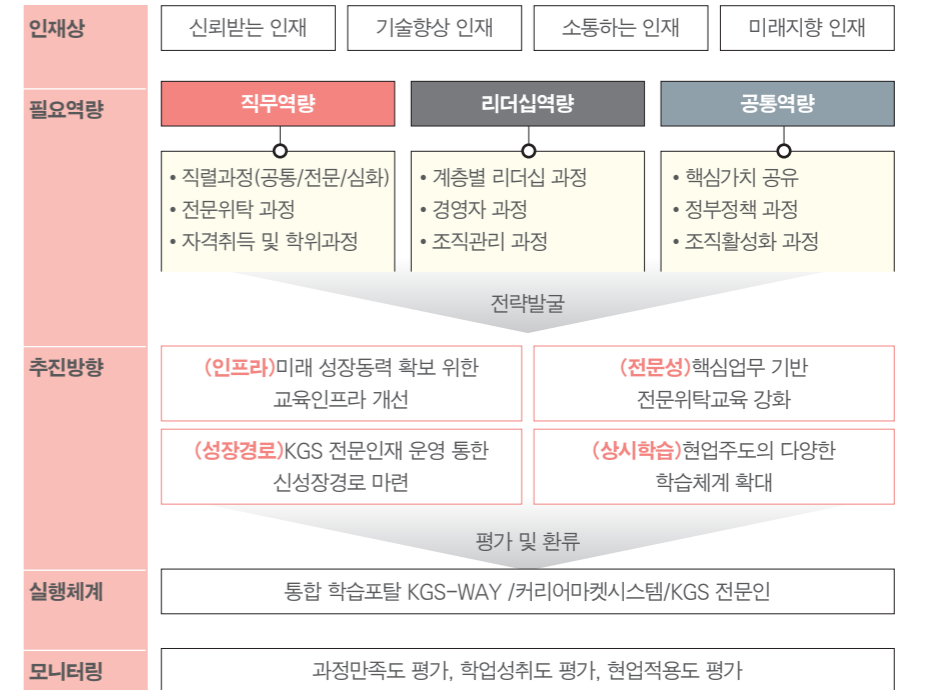 인재상
신뢰받는 인재
기술향상 인재
소통하는 인재
미래지향 인재
필요역량
직무역량
리더십역량
공통역량
• 직렬과정(공통/전문/심화)
• 전문위탁 과정
• 자격취득 및 학위과정
• 계층별 리더십 과정
• 경영자 과정
• 조직관리 과정
• 핵심가치 공유
• 정부정책 과정
• 조직활성화 과정
전략발굴
추진방향
(인프라)미래 성장동력 확보 위한
교육인프라 개선
(전문성)핵심업무 기반
전문위탁교육 강화
(성장경로)KGS 전문인재 운영 통한
신성장경로 마련
(상시학습)현업주도의 다양한
학습체계 확대
평가 및 환류
실행체계
통합 학습포탈 KGS-WAY /커리어마켓시스템/KGS 전문인
모니터링
과정만족도 평가, 학업성취도 평가, 현업적용도 평가